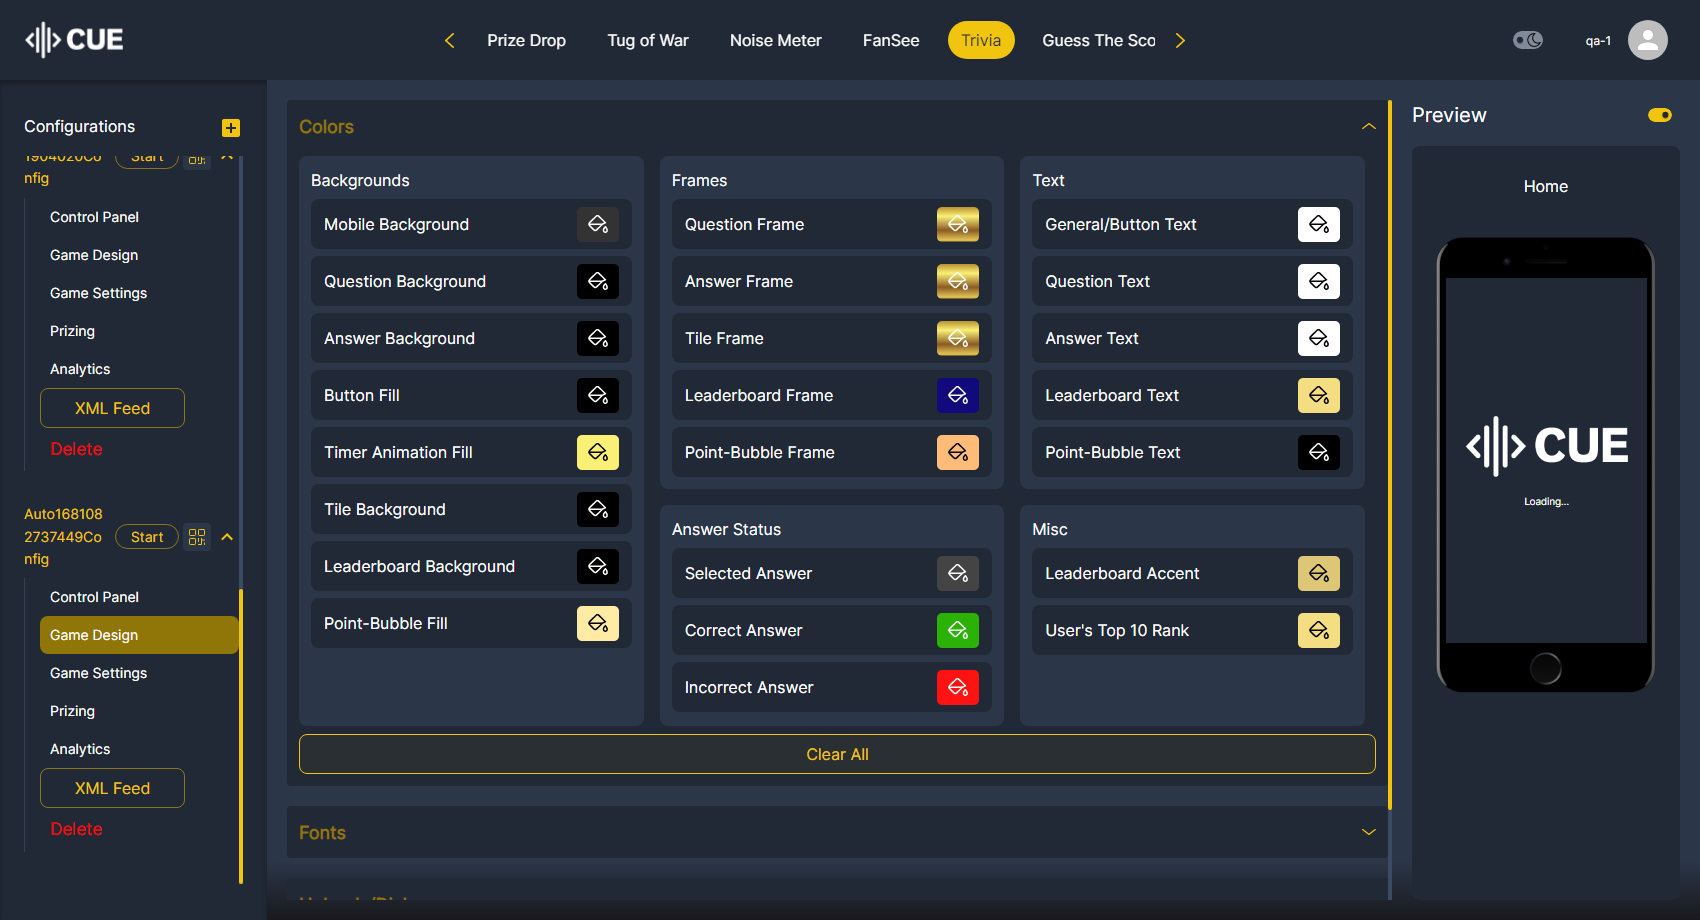 CUE
Prize Drop
Tug of War
Noise Meter
FanSee
Trivia
Guess The Sco
qa-1
Configurations
1904020Co
nfig
Start
Control Panel
Game Design
Game Settings
Prizing
Analytics
XML Feed
Delete
Auto168108
2737449Co
nfig
Start
Control Panel
Game Design
Game Settings
Prizing
Analytics
XML Feed
Delete
Colors
Backgrounds
Mobile Background
Question Background
Answer Background
Button Fill
Timer Animation Fill
Tile Background
Leaderboard Background
Point-Bubble Fill
Frames
Question Frame
Answer Frame
Tile Frame
Leaderboard Frame
Point-Bubble Frame
Text
General/Button Text
Question Text
Answer Text
Leaderboard Text
Point-Bubble Text
Answer Status
Selected Answer
Correct Answer
Incorrect Answer
Misc
Leaderboard Accent
User's Top 10 Rank
Clear All
Fonts
Preview
Home
CUE
Loading...